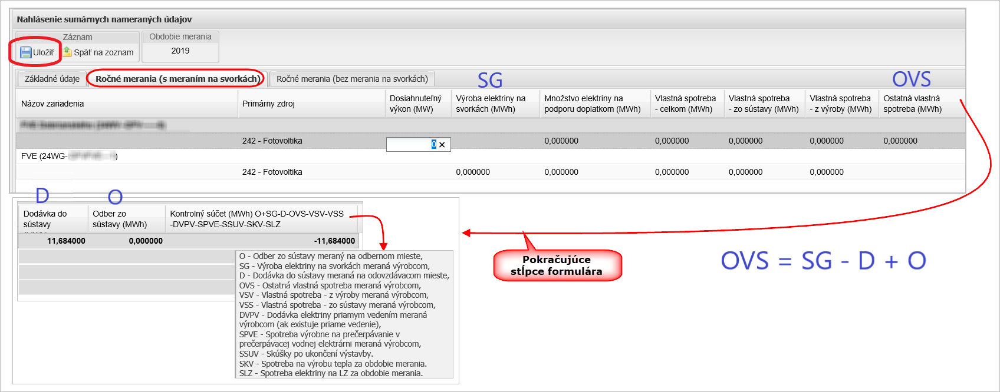 Nahlásenie sumárnych nameraných údajov
Záznam
Obdobie merania
Uložiť
Späť na zoznam
2019
Základné údaje
Ročné merania (s meraním na svorkách)
Ročné merania (bez merania na svorkách)
SG
OVS
Názov zariadenia
Primárny zdroj
Dosiahnuteľný
výkon (MW)
Výroba elektriny na
svorkách (MWh)
Množstvo elektriny na
podporu doplatkom (MWh)
Vlastná spotreba
- celkom (MWh)
Vlastná spotreba
- zo sústavy (MWh)
Vlastná spotreba
- z výroby (MWh)
Ostatná vlastná
spotreba (MWh)
242 - Fotovoltika
0
0,000000
0,000000
0,000000
0,000000
0,000000
FVE (24WG-
)
242 - Fotovoltika
0,000000
0,000000
0,000000
0,000000
0,000000
D
O
Dodávka do
sústavy
Odber zo
sústavy (MWh)
Kontrolný súčet (MWh) O+SG-D-OVS-VSV-VSS
-DVPV-SPVE-SSUV-SKV-SLZ
11,684000
0,000000
-11,684000
O - Odber zo sústavy meraný na odbernom mieste,
SG - Výroba elektriny na svorkách meraná výrobcom,
D - Dodávka do sústavy meraná na odovzdávacom mieste,
OVS - Ostatná vlastná spotreba meraná výrobcom,
VSV - Vlastná spotreba - z výroby meraná výrobcom,
VSS - Vlastná spotreba - zo sústavy meraná výrobcom,
DVPV - Dodávka elektriny priamym vedením meraná
výrobcom (ak existuje priame vedenie),
SPVE - Spotreba výrobne na prečerpávanie v
prečerpávacej vodnej elektrárni meraná výrobcom,
SSUV - Skúšky po ukončení výstavby.
SKV - Spotreba na výrobu tepla za obdobie merania.
SLZ - Spotreba elektriny na LZ za obdobie merania.
Pokračujúce
stĺpce formulára
OVS = SG - D + O